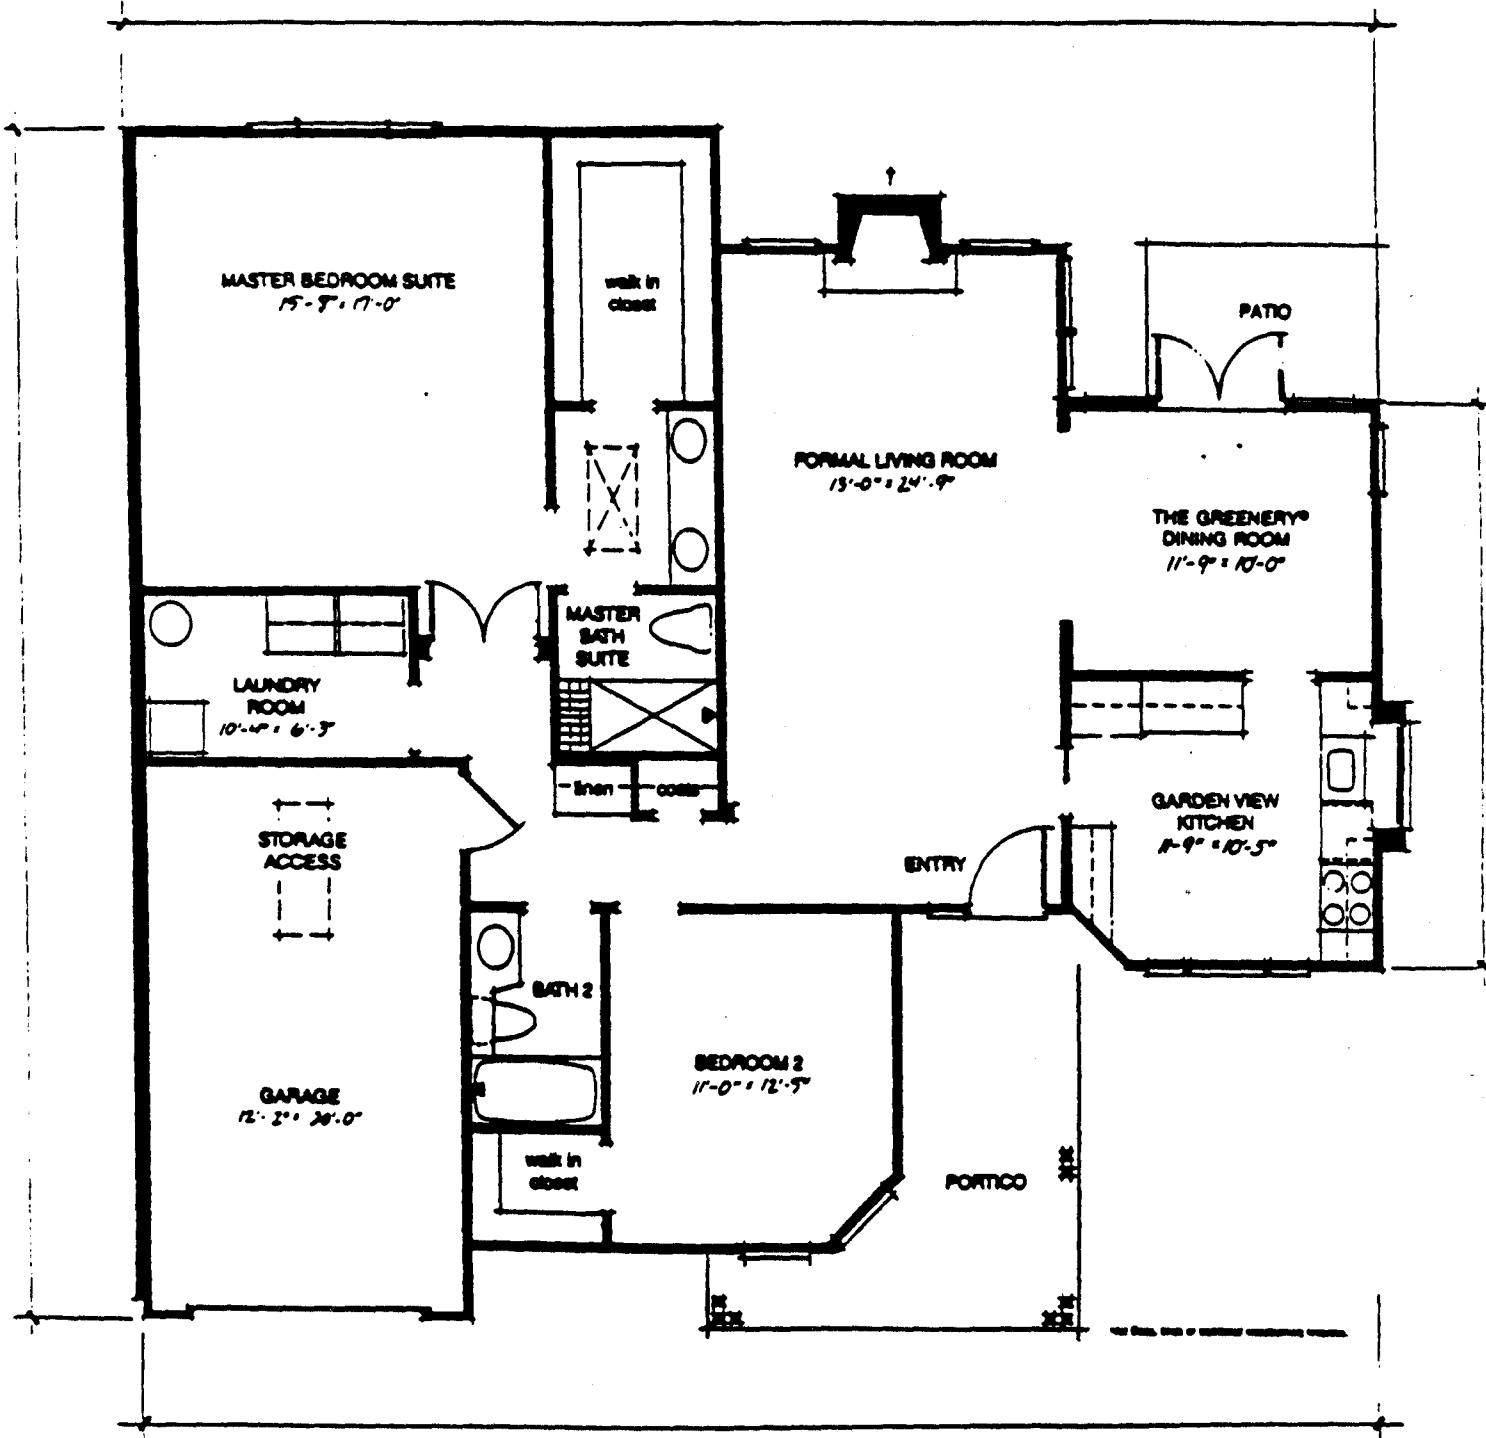 MASTER BEDROOM SUITE
15'-8" x 17'-0"
walk in
closet
PATIO
FORMAL LIVING ROOM
13'-0" x 24'-9"
THE GREENERY®
DINING ROOM
11'-9" x 10'-0"
MASTER
BATH
SUITE
LAUNDRY
ROOM
10'-4" x 6'-3"
linen
coats
GARDEN VIEW
KITCHEN
11'-9" x 10'-5"
STORAGE
ACCESS
ENTRY
BATH 2
BEDROOM 2
11'-0" x 12'-5"
GARAGE
12'-2" x 20'-0"
walk in
closet
PORTICO